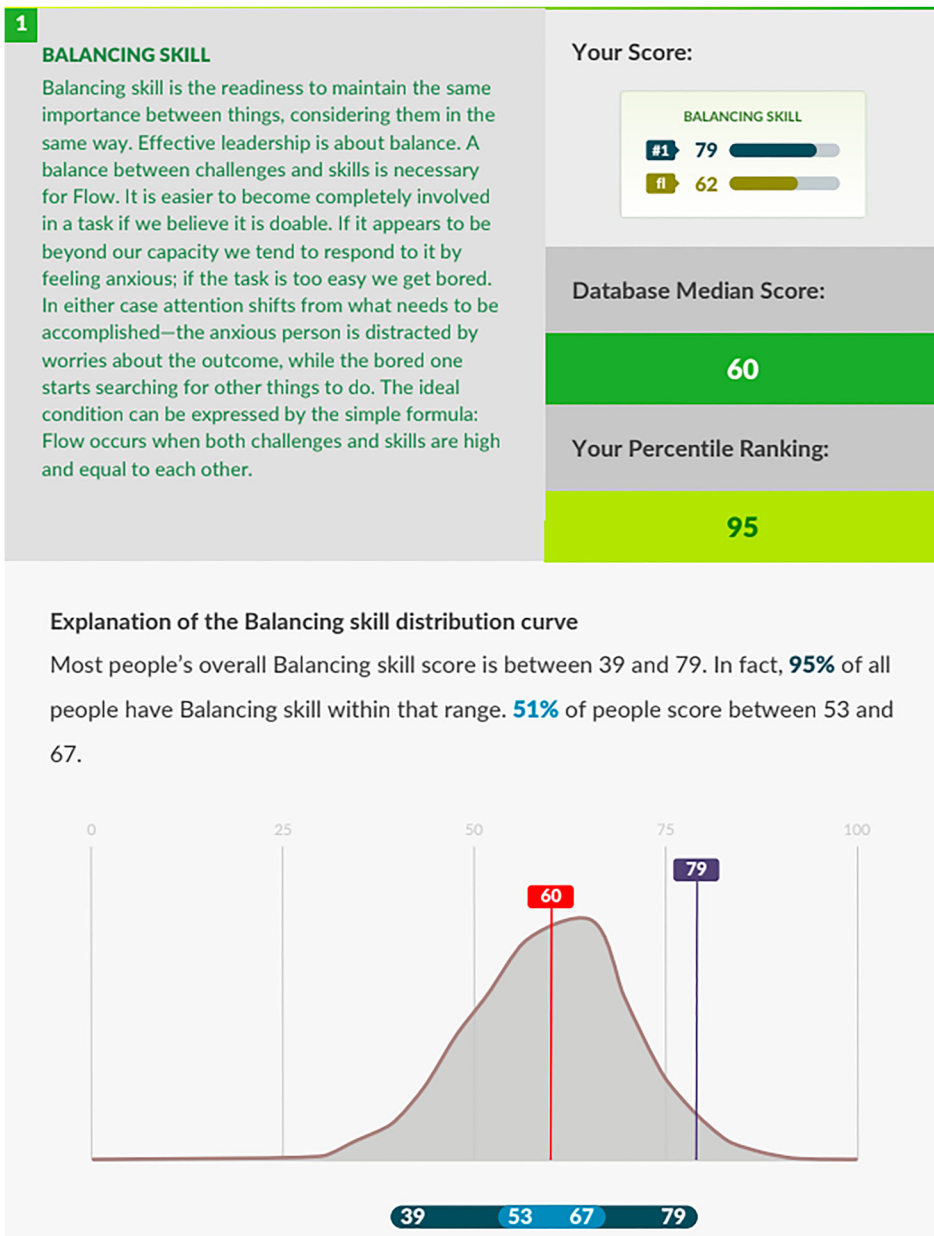 1
BALANCING SKILL
Balancing skill is the readiness to maintain the same
importance between things, considering them in the
same way. Effective leadership is about balance. A
balance between challenges and skills is necessary
for Flow. It is easier to become completely involved
in a task if we believe it is doable. If it appears to be
beyond our capacity we tend to respond to it by
feeling anxious; if the task is too easy we get bored.
In either case attention shifts from what needs to be
accomplished—the anxious person is distracted by
worries about the outcome, while the bored one
starts searching for other things to do. The ideal
condition can be expressed by the simple formula:
Flow occurs when both challenges and skills are high
and equal to each other.
Your Score:
BALANCING SKILL
#1 79
fl 62
Database Median Score:
60
Your Percentile Ranking:
95
Explanation of the Balancing skill distribution curve
Most people’s overall Balancing skill score is between 39 and 79. In fact, 95% of all
people have Balancing skill within that range. 51% of people score between 53 and
67.
0 25 50 75 100
79
60
39 53 67 79